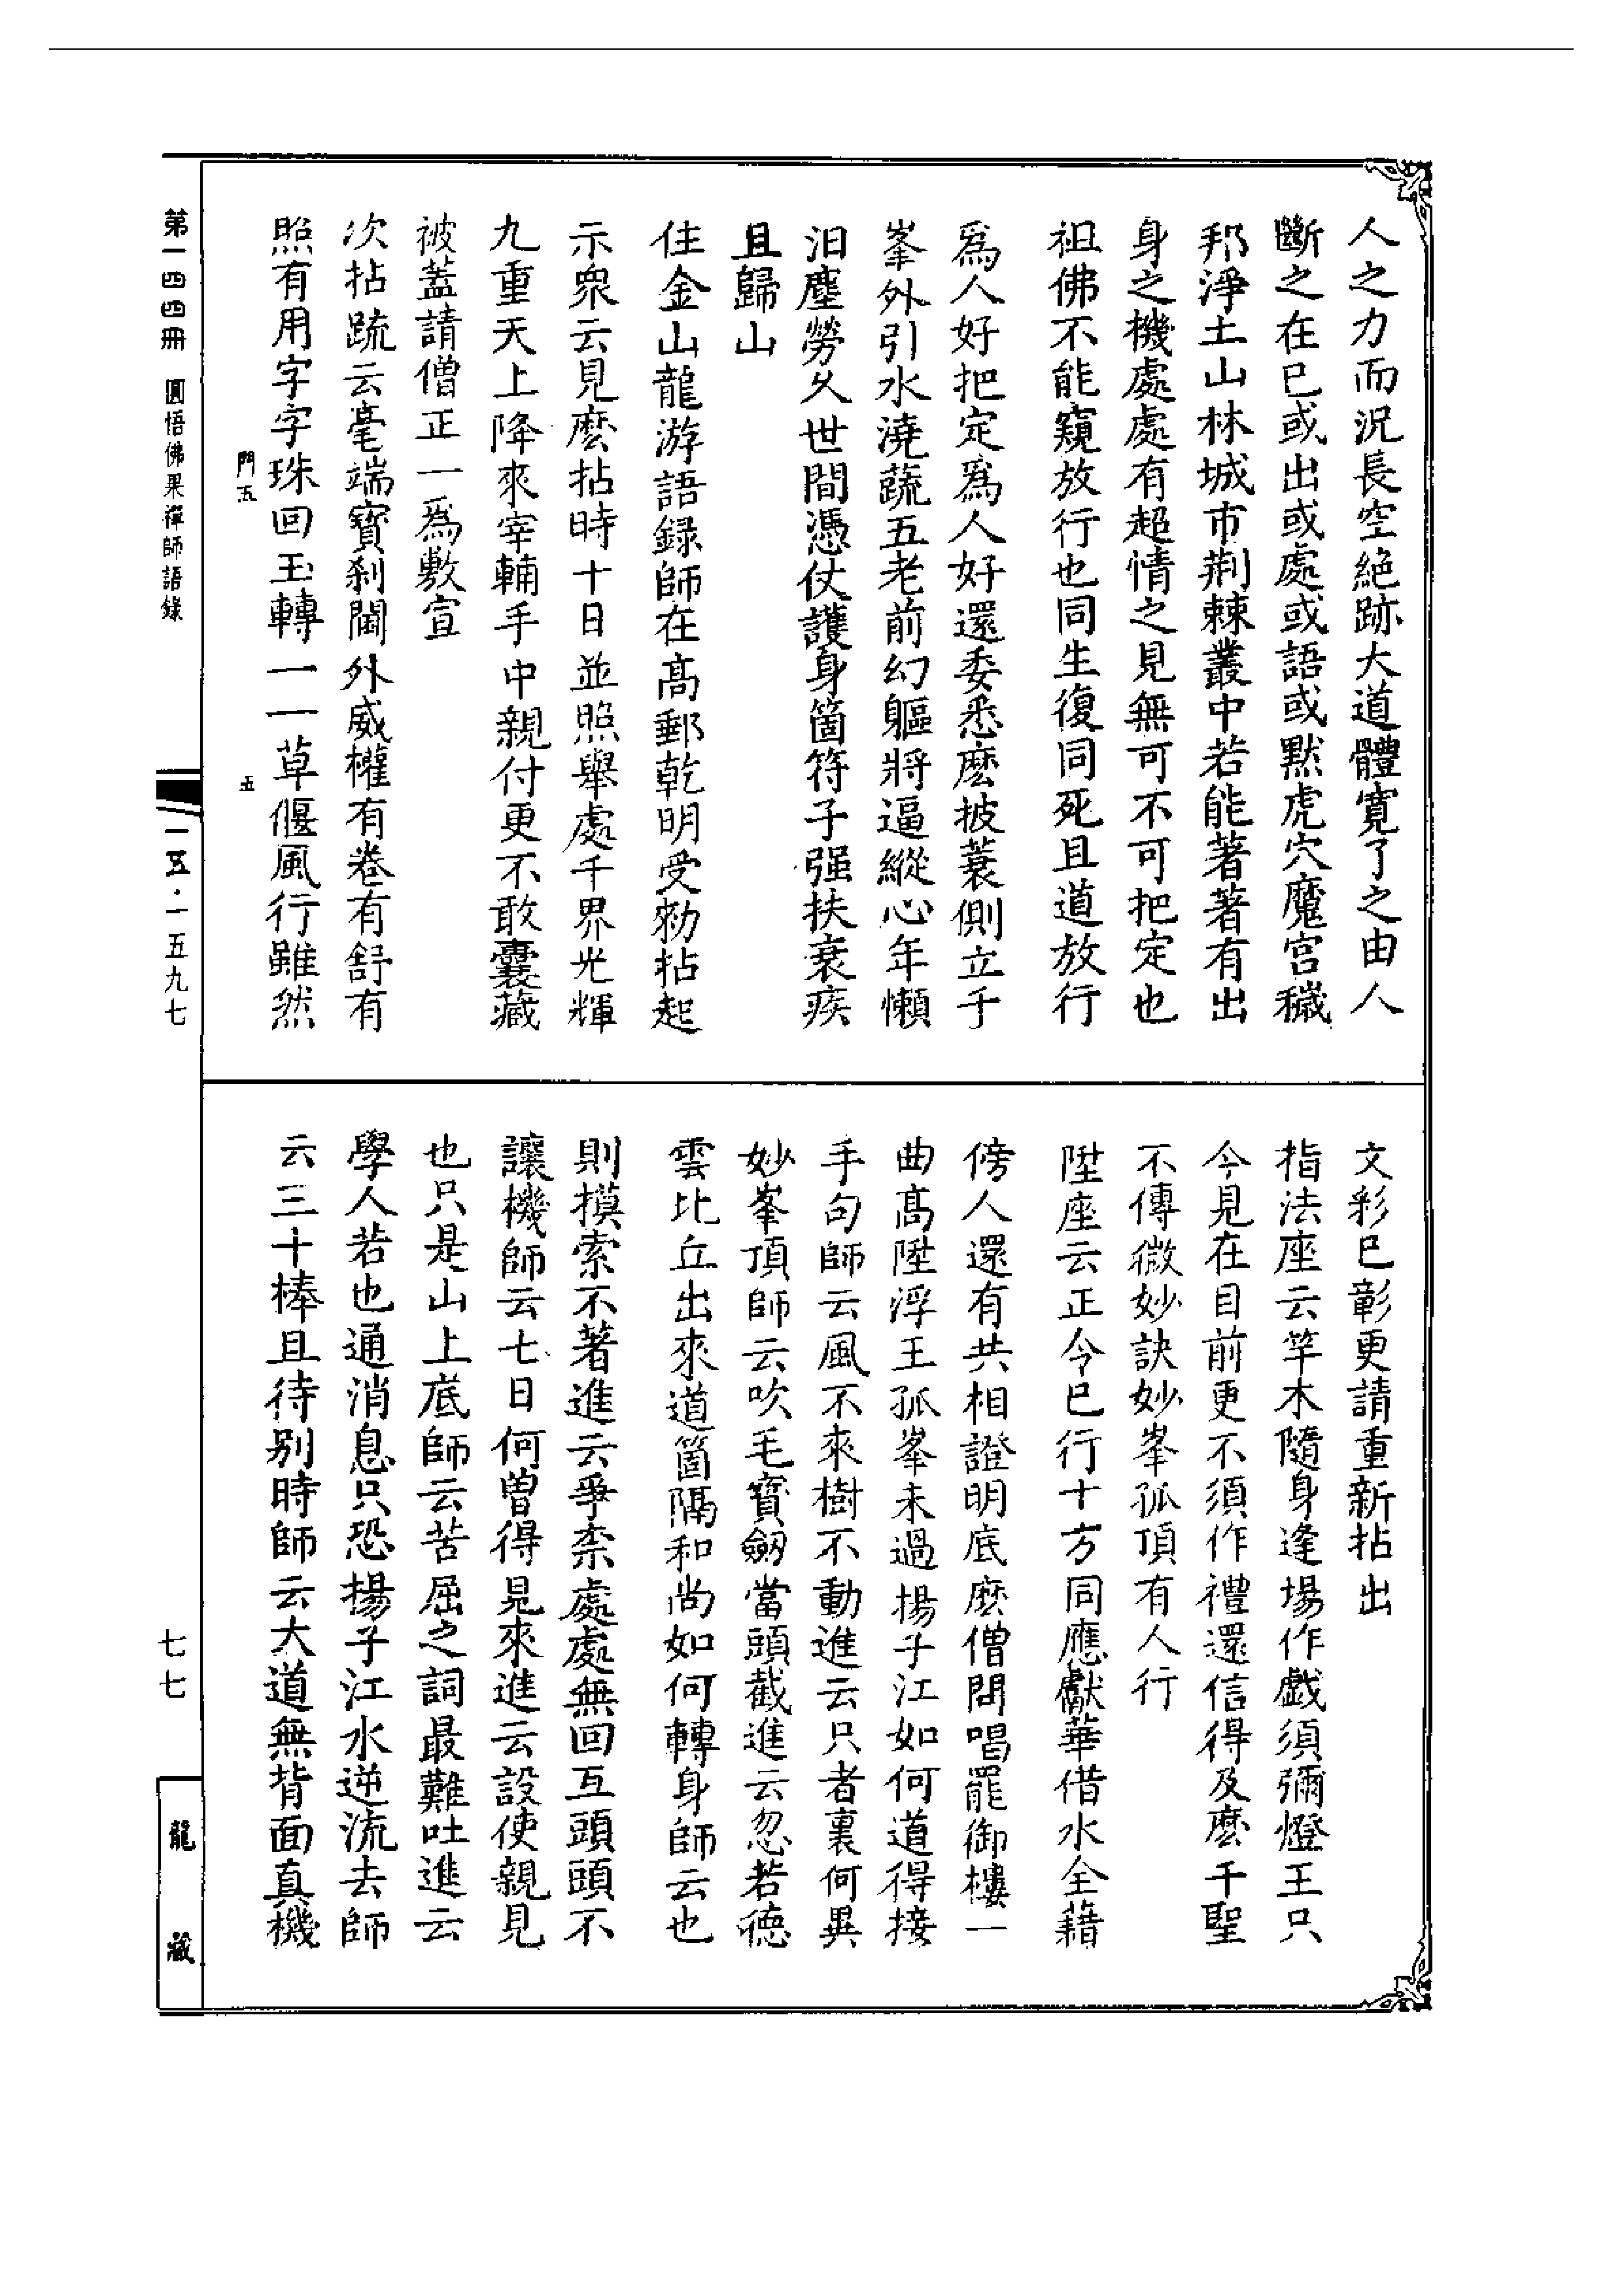 人之力而況長空絶跡大道體寛了之由人
斷之在已或出或處或語或默虎穴魔宫穢
邦淨土山林城市荆棘叢中若能著著有出
身之機處處有超情之見無可不可把定也
祖佛不能窺放行也同生復同死且道放行
爲人好把定爲人好還委悉麽披蓑側立千
峯外引水澆蔬五老前幻軀將逼縱心年懶
汨塵勞久世間憑仗護身箇符子强扶衰疾
且歸山
住金山龍游語録師在髙郵乾明受勑拈起
示衆云見麽拈時十日並照舉處千界光輝
九重天上降來宰輔手中親付更不敢囊藏
被蓋請僧正一爲敷宣
次拈䟽云毫端寳刹閫外威權有卷有舒有
照有用字字珠回玉轉一一草偃風行雖然
門五
五
文彩已彰更請重新拈出
指法座云竿木隨身逢場作戯須彌燈王只
今見在目前更不須作禮還信得及麽千聖
不傳微妙訣妙峯孤頂有人行
陞座云正令已行十方同應獻華借水全藉
傍人還有共相證明底麽僧問唱罷御樓一
曲髙陞浮王孤峯未過揚子江如何道得接
手句師云風不來樹不動進云只者裏何異
妙峯頂師云吹毛寳劒當頭截進云忽若德
雲比丘出來道箇隔和尚如何轉身師云也
則摸索不著進云爭柰處處無回互頭頭不
讓機師云七日何曽得見來進云設使親見
也只是山上底師云苦屈之詞最難吐進云
學人若也通消息只恐揚子江水逆流去師
云三十棒且待别時師云大道無背面真機
第一四四冊 圓悟佛果禪師語錄
一五·一五九七
七七
龍藏